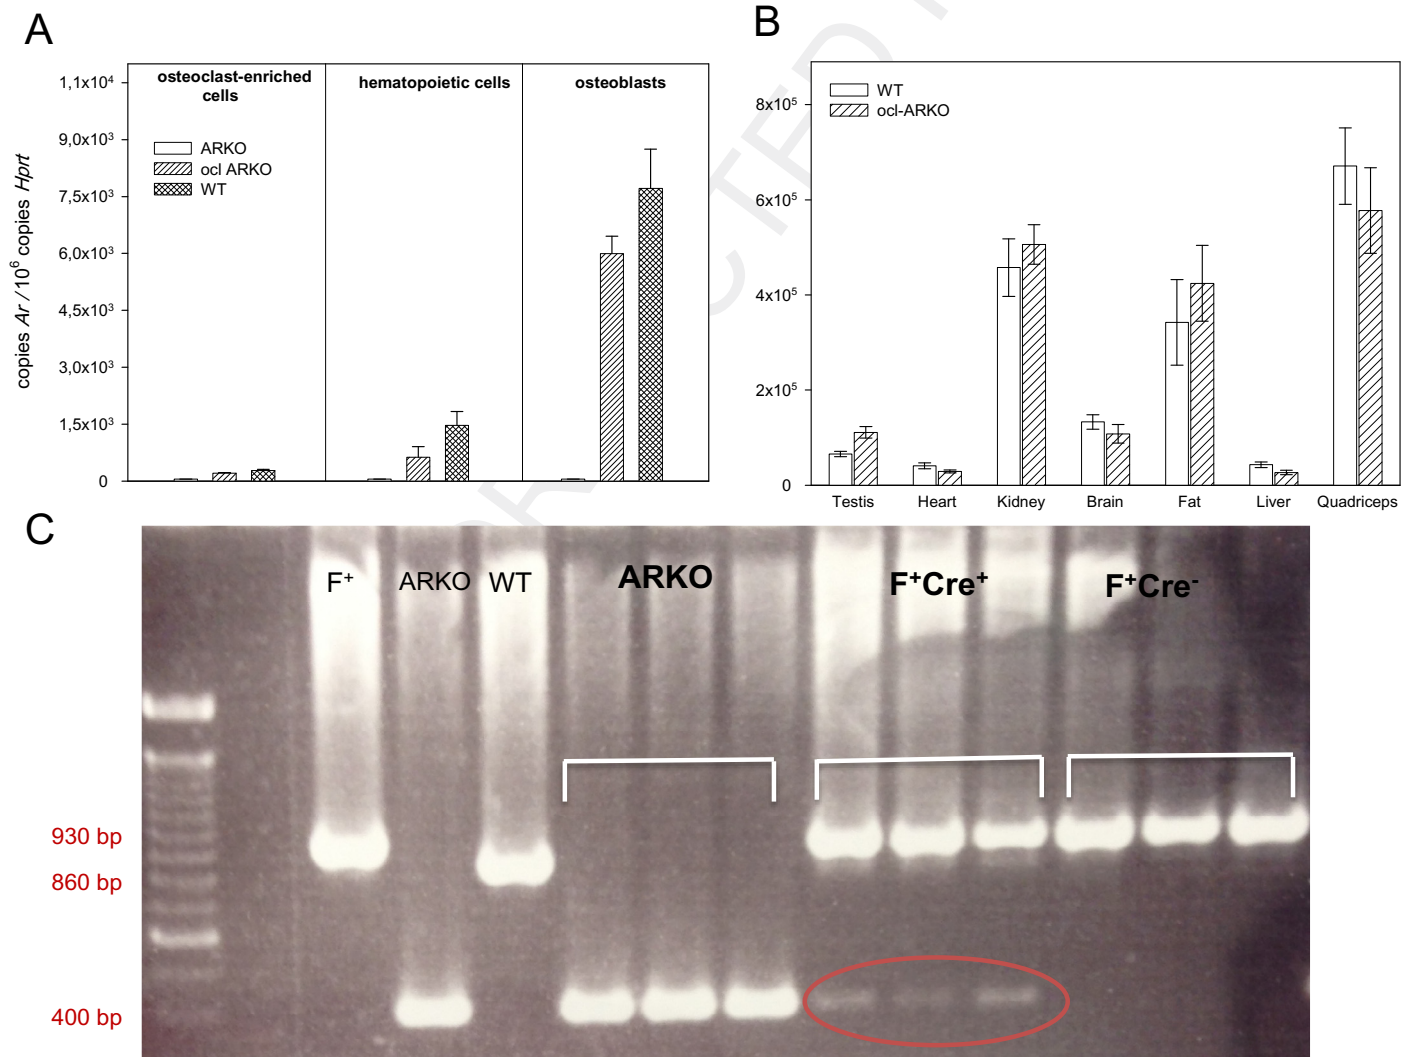 A
osteoclast-enriched
cells
hematopoietic cells
osteoblasts
copies Ar / 10⁶ copies Hprt
1,1x10⁴
9,0x10³
7,5x10³
6,0x10³
4,5x10³
3,0x10³
1,5x10³
0
ARKO
ocl ARKO
WT
B
8x10⁵
6x10⁵
4x10⁵
2x10⁵
0
WT
ocl-ARKO
Testis Heart Kidney Brain Fat Liver Quadriceps
C
F⁺ ARKO WT ARKO F⁺Cre⁺ F⁺Cre⁻
930 bp
860 bp
400 bp